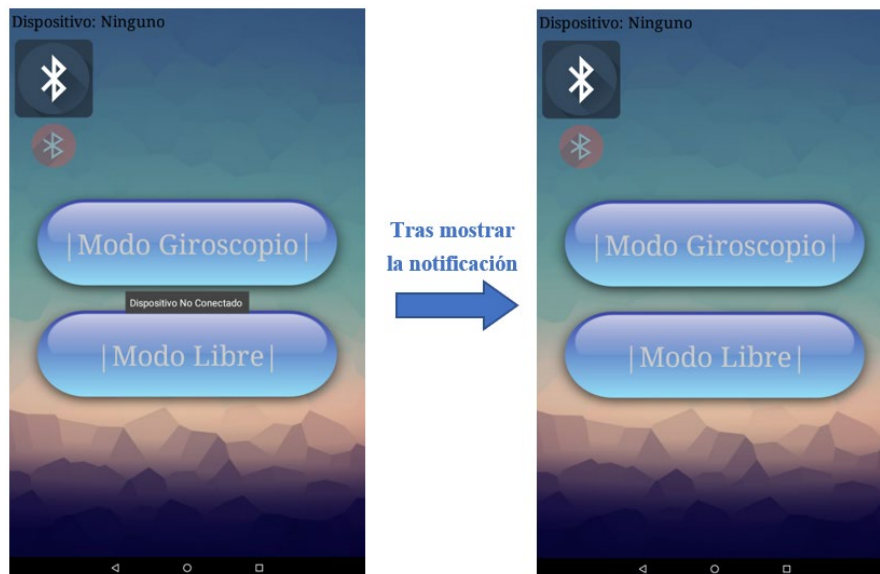 Dispositivo: Ninguno
|Modo Giroscopio|
Dispositivo No Conectado
|Modo Libre|
Tras mostrar
la notificación
Dispositivo: Ninguno
|Modo Giroscopio|
|Modo Libre|